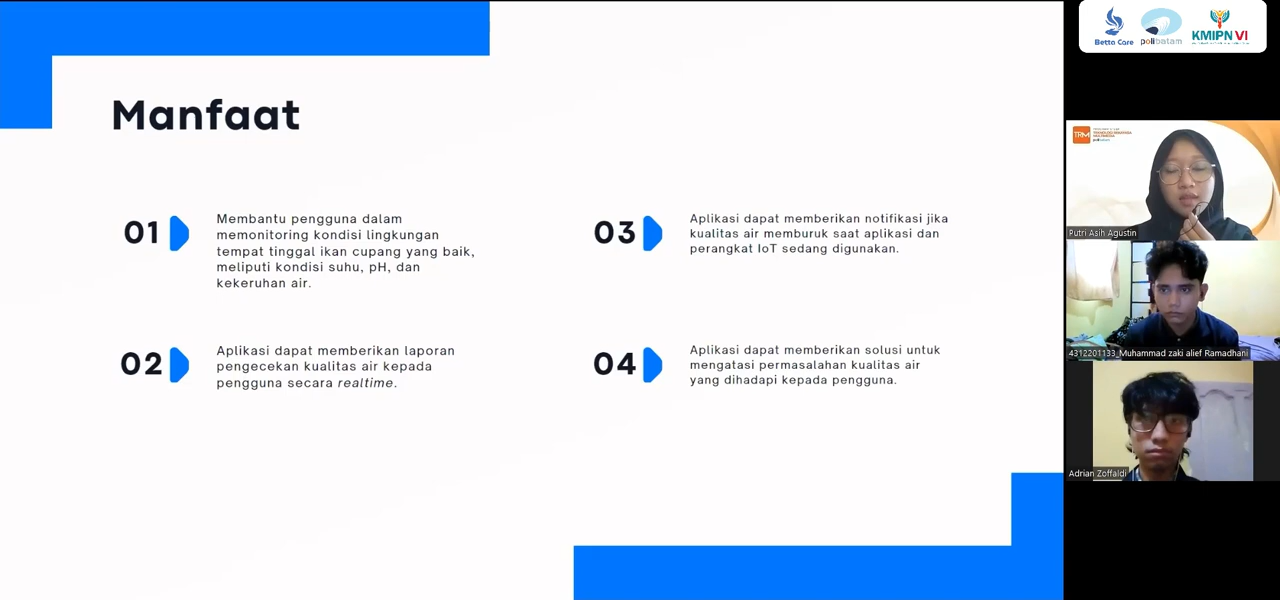 Manfaat
01
Membantu pengguna dalam
memonitoring kondisi lingkungan
tempat tinggal ikan cupang yang baik,
meliputi kondisi suhu, pH, dan
kekeruhan air.
02
Aplikasi dapat memberikan laporan
pengecekan kualitas air kepada
pengguna secara realtime.
03
Aplikasi dapat memberikan notifikasi jika
kualitas air memburuk saat aplikasi dan
perangkat IoT sedang digunakan.
04
Aplikasi dapat memberikan solusi untuk
mengatasi permasalahan kualitas air
yang dihadapi kepada pengguna.
Betta Care
polibatam
KMIPN VI
TRM
polibatam
Putri Asih Agustin
4312201133_Muhammad zaki alief Ramadhani
Adrian Zoffaldi